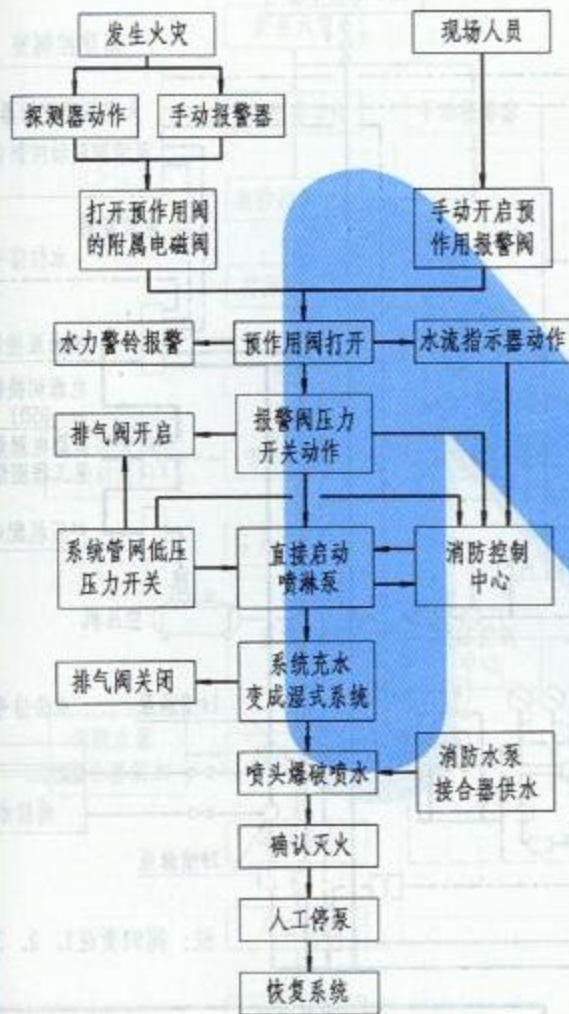 发生火灾
现场人员
探测器动作
手动报警器
打开预作用阀
的附属电磁阀
手动开启预
作用报警阀
水力警铃报警
预作用阀打开
水流指示器动作
排气阀开启
报警阀压力
开关动作
系统管网低压
压力开关
直接启动
喷淋泵
消防控制
中心
排气阀关闭
系统充水
变成湿式系统
喷头爆破喷水
消防水泵
接合器供水
确认灭火
人工停泵
恢复系统